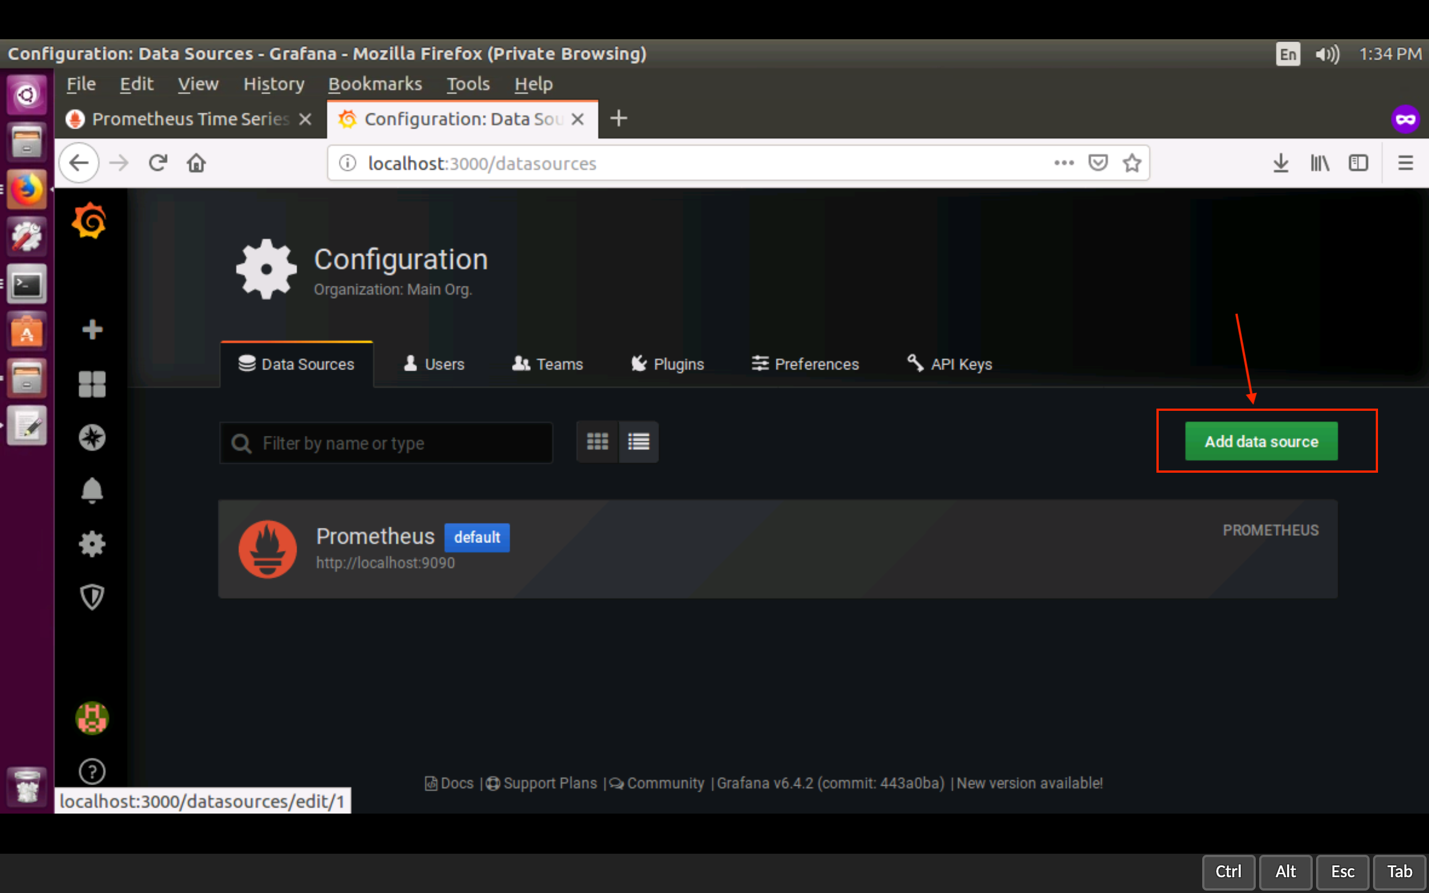 Configuration: Data Sources - Grafana - Mozilla Firefox (Private Browsing)
En
1:34 PM
File Edit View History Bookmarks Tools Help
Prometheus Time Series
Configuration: Data Sou
localhost:3000/datasources
Configuration
Organization: Main Org.
Data Sources Users Teams Plugins Preferences API Keys
Filter by name or type
Add data source
Prometheus default
PROMETHEUS
http://localhost:9090
Docs | Support Plans | Community | Grafana v6.4.2 (commit: 443a0ba) | New version available!
localhost:3000/datasources/edit/1
Ctrl Alt Esc Tab